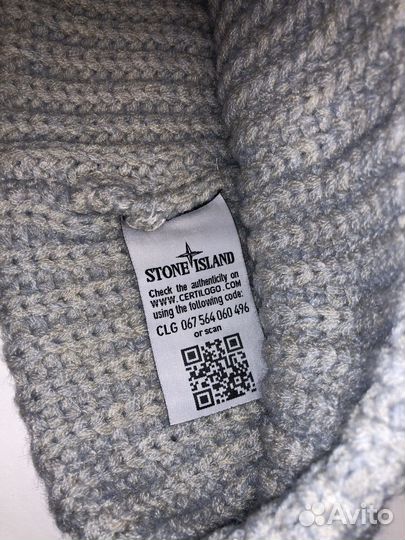 STONE ISLAND
Check the authenticity on
WWW.CERTILOGO.COM
using the following code:
CLG 067 564 060 496
or scan
Avito